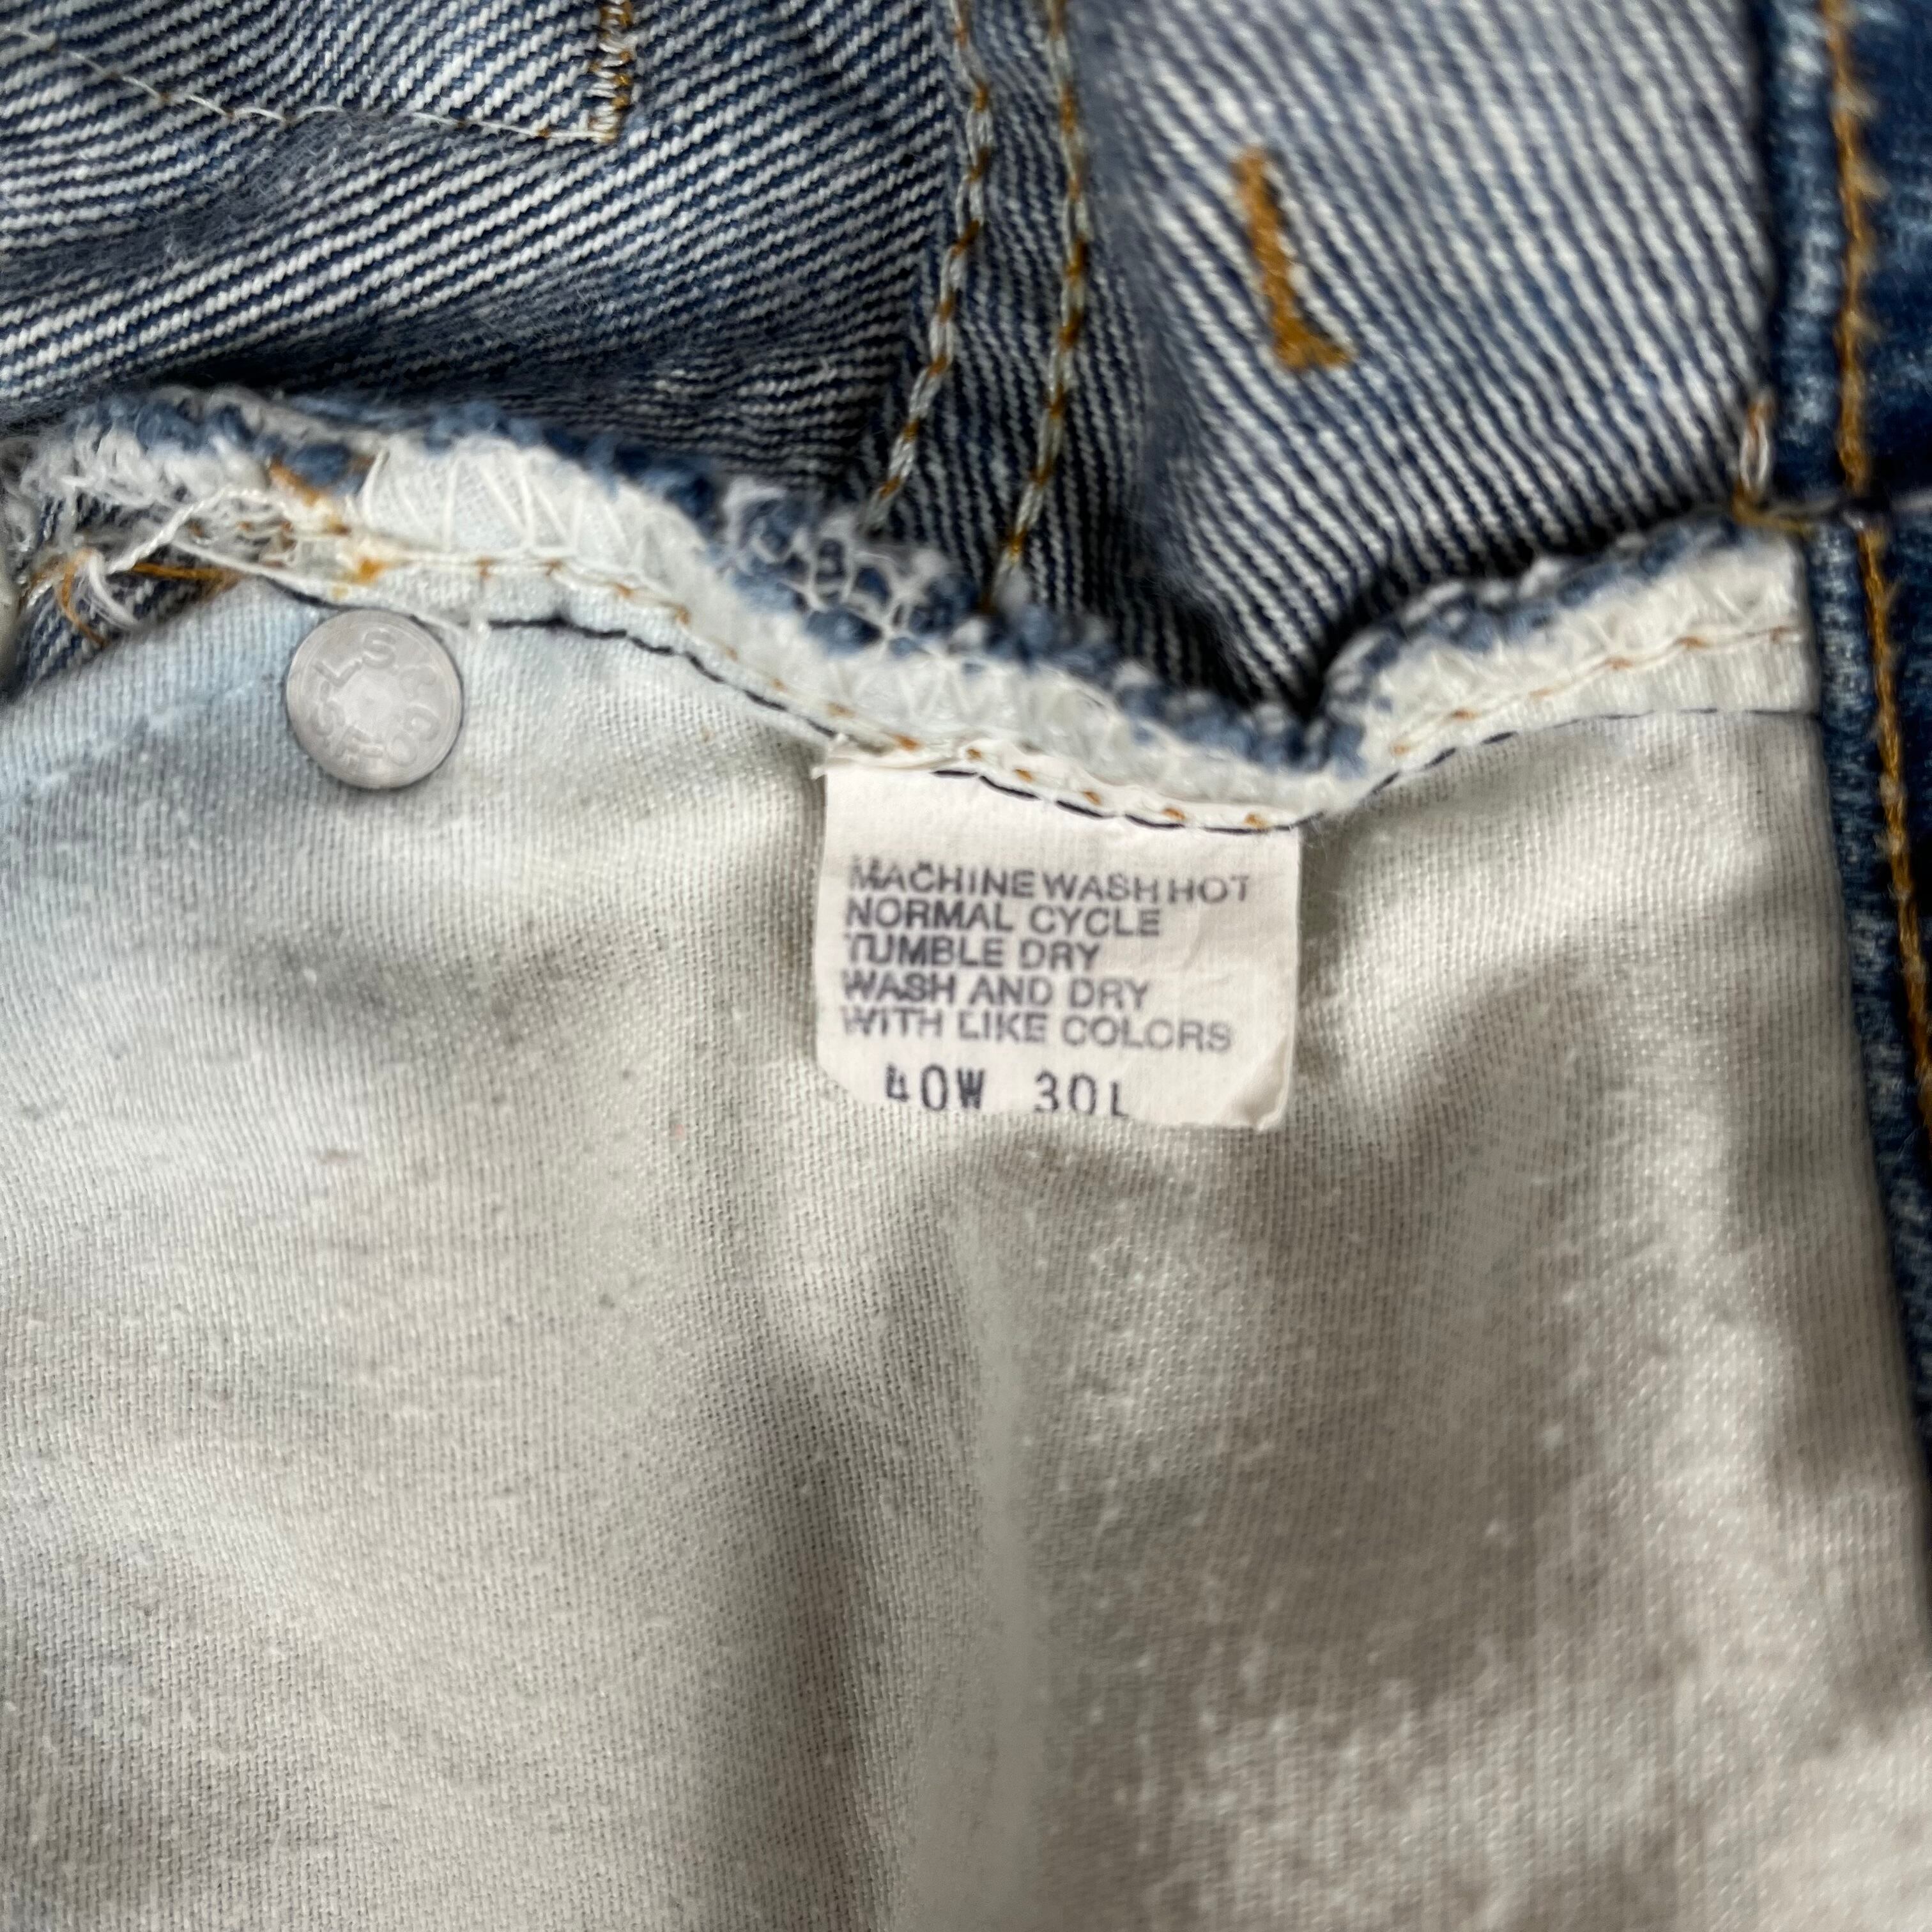 MACHINE WASH HOT
NORMAL CYCLE
TUMBLE DRY
WASH AND DRY
WITH LIKE COLORS
40W 30L